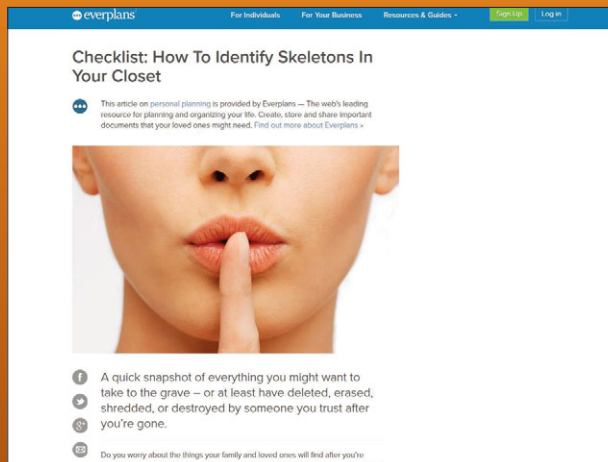 everplans
For Individuals For Your Business Resources & Guides Sign Up Log in
Checklist: How To Identify Skeletons In
Your Closet
This article on personal planning is provided by Everplans — The web's leading
resource for planning and organizing your life. Create, store and share important
documents that your loved ones might need. Find out more about Everplans »
A quick snapshot of everything you might want to
take to the grave – or at least have deleted, erased,
shredded, or destroyed by someone you trust after
you're gone.
Do you worry about the things your family and loved ones will find after you're